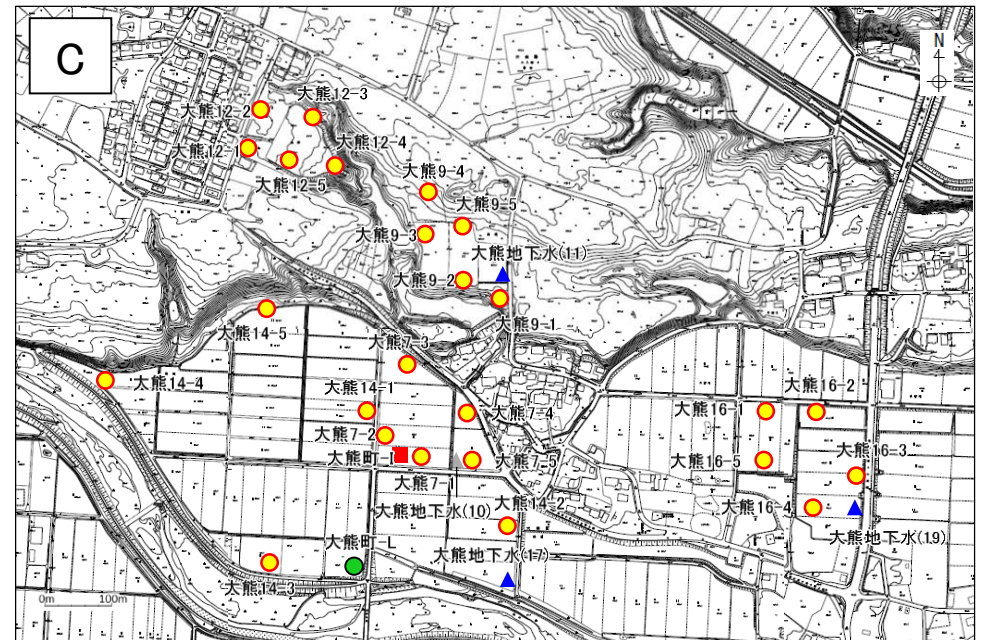 C
N
大熊12-3
大熊12-2
大熊12-1
大熊12-4
大熊12-5
大熊9-4
大熊9-5
大熊9-3
大熊地下水(11)
大熊9-2
大熊9-1
大熊14-5
大熊7-3
大熊14-4
大熊14-1
大熊16-2
大熊16-1
大熊7-4
大熊7-2
大熊町-I
大熊7-5
大熊16-5
大熊16-3
大熊7-1
大熊地下水(10)
大熊14-2
大熊16-4
大熊地下水(19)
大熊町-L
大熊地下水(17)
大熊14-3
0m 100m